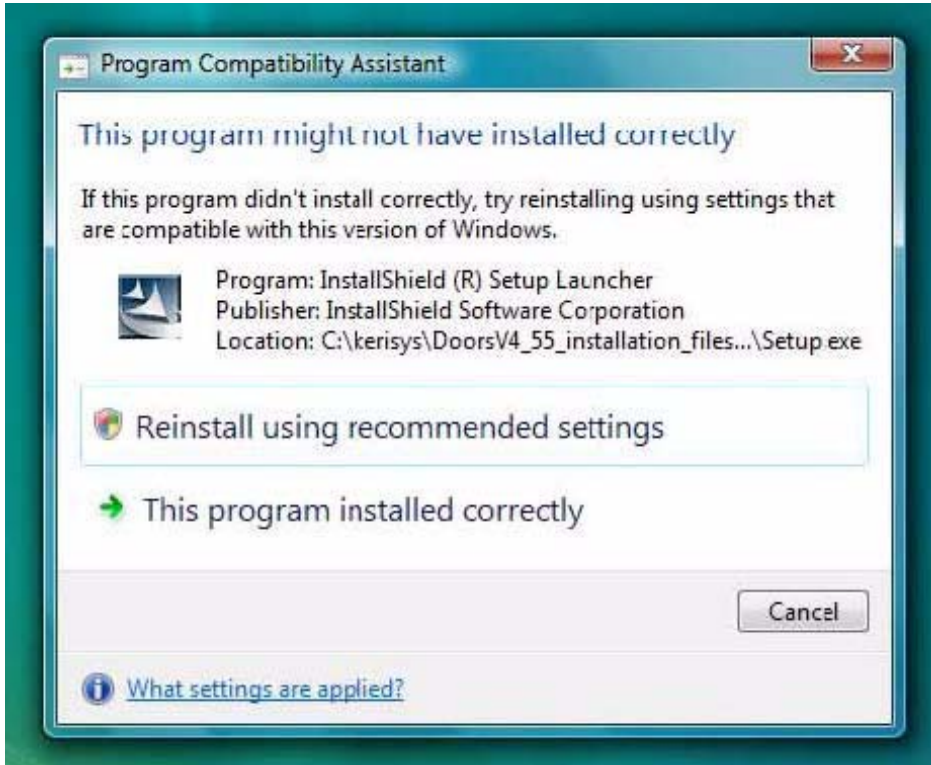 Program Compatibility Assistant
This program might not have installed correctly
If this program didn't install correctly, try reinstalling using settings that
are compatible with this version of Windows.
Program: InstallShield (R) Setup Launcher
Publisher: InstallShield Software Corporation
Location: C:\kerisys\DoorsV4_55_installation_files...\Setup.exe
Reinstall using recommended settings
This program installed correctly
Cancel
What settings are applied?